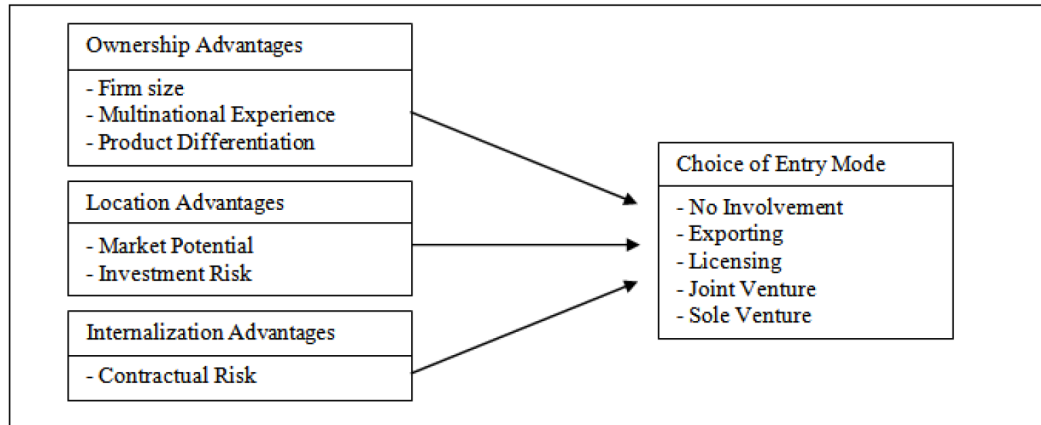 Ownership Advantages
- Firm size
- Multinational Experience
- Product Differentiation
Location Advantages
- Market Potential
- Investment Risk
Internalization Advantages
- Contractual Risk
Choice of Entry Mode
- No Involvement
- Exporting
- Licensing
- Joint Venture
- Sole Venture